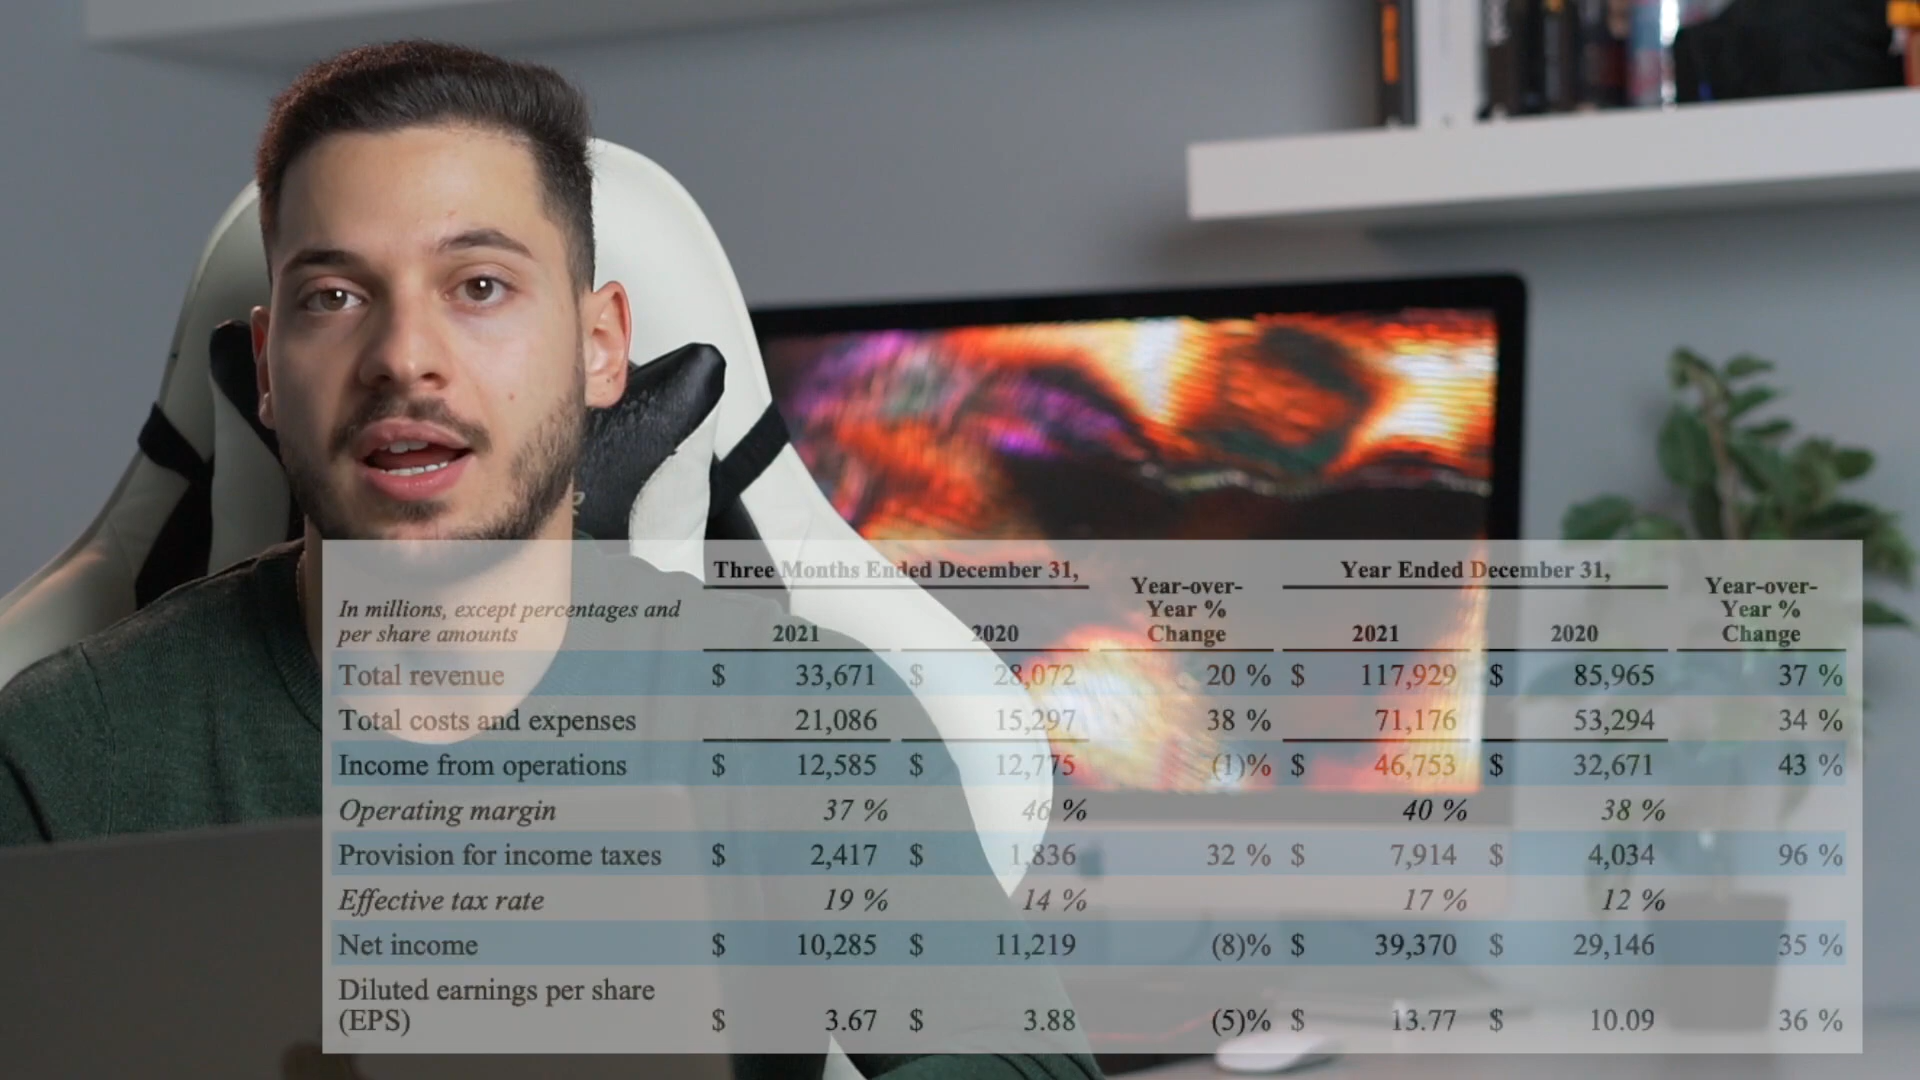 Three Months Ended December 31, Year-over-Year % Change Year Ended December 31, Year-over-Year % Change
In millions, except percentages and per share amounts 2021 2020 2021 2020
Total revenue $ 33,671 $ 28,072 20 % $ 117,929 $ 85,965 37 %
Total costs and expenses 21,086 15,297 38 % 71,176 53,294 34 %
Income from operations $ 12,585 $ 12,775 (1)% $ 46,753 $ 32,671 43 %
Operating margin 37 % 46 % 40 % 38 %
Provision for income taxes $ 2,417 $ 1,836 32 % $ 7,914 $ 4,034 96 %
Effective tax rate 19 % 14 % 17 % 12 %
Net income $ 10,285 $ 11,219 (8)% $ 39,370 $ 29,146 35 %
Diluted earnings per share
(EPS) $ 3.67 $ 3.88 (5)% $ 13.77 $ 10.09 36 %